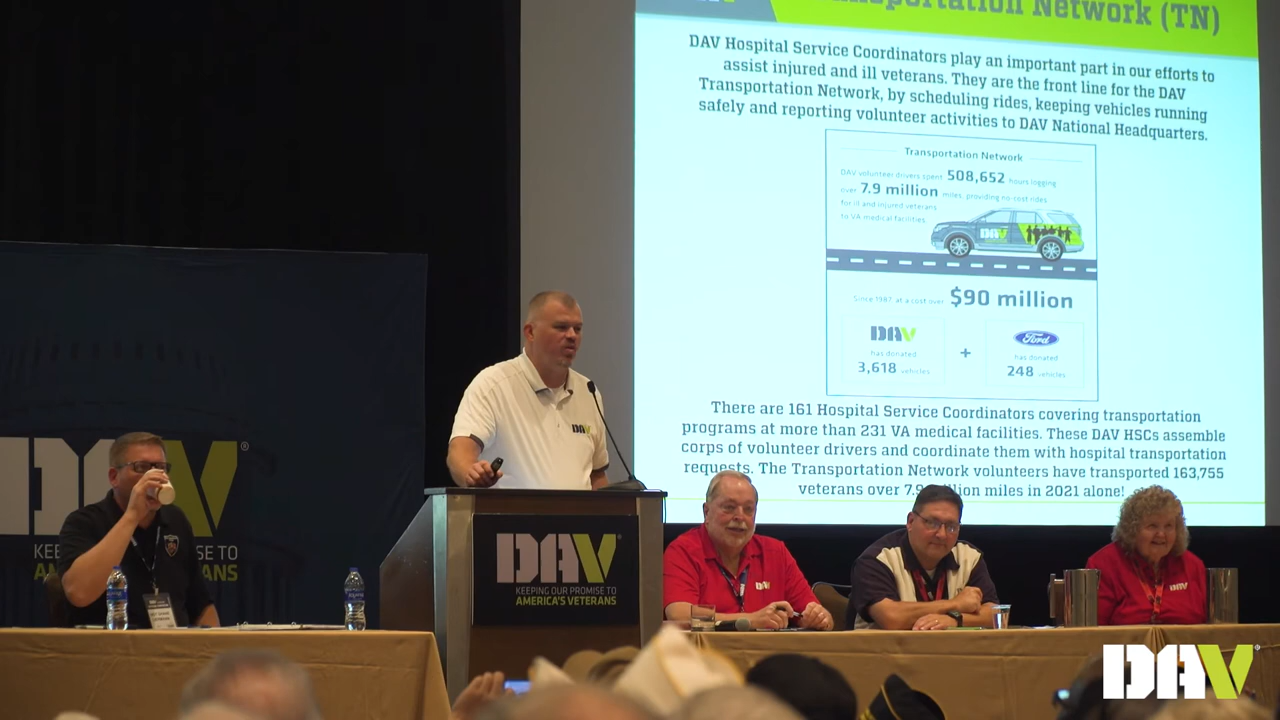 DAV
Transportation Network (TN)
DAV Hospital Service Coordinators play an important part in our efforts to
assist injured and ill veterans. They are the front line for the DAV
Transportation Network, by scheduling rides, keeping vehicles running
safely and reporting volunteer activities to DAV National Headquarters.
Transportation Network
DAV volunteer drivers spent 508,652 hours logging
over 7.9 million miles, providing no-cost rides
for ill and injured veterans
to VA medical facilities.
DAV
Since 1987, at a cost over $90 million
DAV
has donated
3,618 vehicles
+
Ford
has donated
248 vehicles
There are 161 Hospital Service Coordinators covering transportation
programs at more than 231 VA medical facilities. These DAV HSCs assemble
corps of volunteer drivers and coordinate them with hospital transportation
requests. The Transportation Network volunteers have transported 163,755
veterans over 7.9 million miles in 2021 alone!
DAV
DAV
KEEPING OUR PROMISE TO
AMERICA'S VETERANS
DAV®
SE TO
DAV
DAV
DAV®